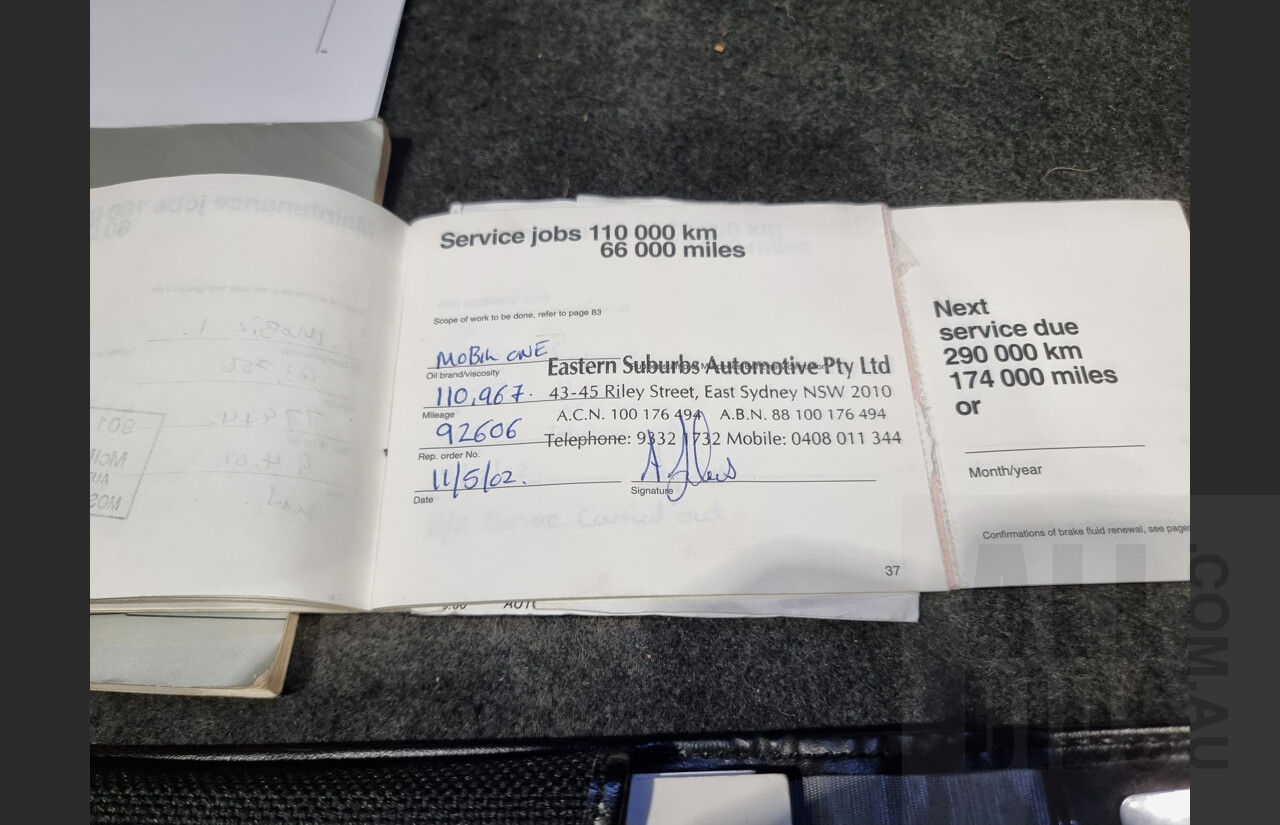 Service jobs 110 000 km
66 000 miles
Scope of work to be done, refer to page 83
MOBIL ONE
Oil brand/viscosity
110,967.
Mileage
92606
Rep. order No.
11/5/02.
Date
Eastern Suburbs Automotive Pty Ltd
43-45 Riley Street, East Sydney NSW 2010
A.C.N. 100 176 494 A.B.N. 88 100 176 494
Telephone: 9332 1732 Mobile: 0408 011 344
Signature
37
Next
service due
290 000 km
174 000 miles
or
Month/year
Confirmations of brake fluid renewal, see pages
.COM.AU